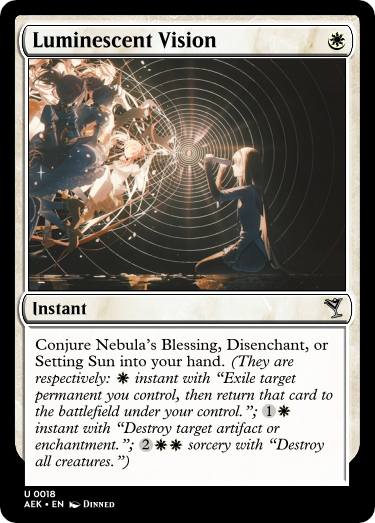 Luminescent Vision
Instant
Conjure Nebula's Blessing, Disenchant, or
Setting Sun into your hand. (They are
respectively: instant with “Exile target
permanent you control, then return that card to
the battlefield under your control.”; 1
instant with “Destroy target artifact or
enchantment.”; 2 sorcery with “Destroy
all creatures.”)
U 0018
AEK • EN DINNED